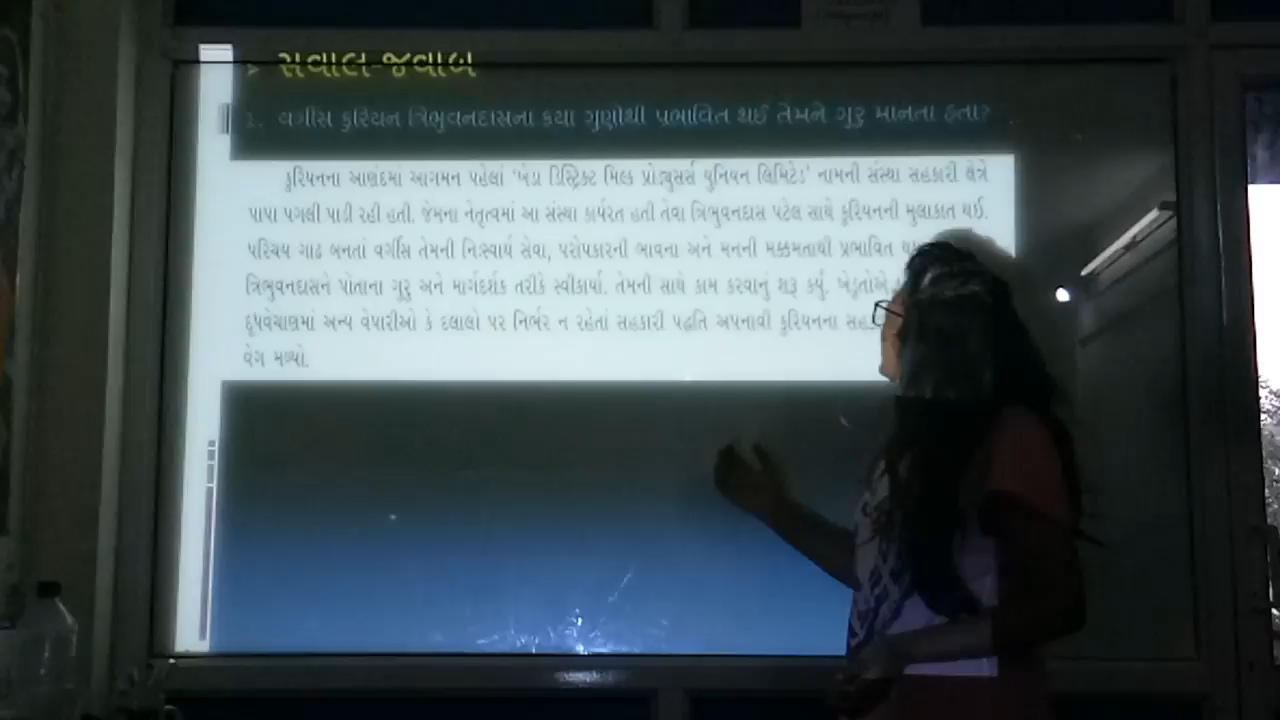 ➤ સવાલ-જવાબ
1. વર્ગીસ કુરિયન ત્રિભુવનદાસના કયા ગુણોથી પ્રભાવિત થઈ તેમને ગુરુ માનતા હતા?
કુરિયનના આણંદમાં આગમન પહેલાં 'ખેડા ડિસ્ટ્રિક્ટ મિલ્ક પ્રોડ્યુસર્સ યુનિયન લિમિટેડ' નામની સંસ્થા સહકારી ક્ષેત્રે
પાપા પગલી પાડી રહી હતી. જેમના નેતૃત્વમાં આ સંસ્થા કાર્યરત હતી તેવા ત્રિભુવનદાસ પટેલ સાથે કુરિયનની મુલાકાત થઈ.
પરિચય ગાઢ બનતાં વર્ગીસ તેમની નિઃસ્વાર્થ સેવા, પરોપકારની ભાવના અને મનની મક્કમતાથી પ્રભાવિત
ત્રિભુવનદાસને પોતાના ગુરુ અને માર્ગદર્શક તરીકે સ્વીકાર્યા. તેમની સાથે કામ કરવાનું શરૂ કર્યું. ખેડૂતોએ
દૂધવેચાણમાં અન્ય વેપારીઓ કે દલાલો પર નિર્ભર ન રહેતાં સહકારી પદ્ધતિ અપનાવી કુરિયનના
વેગ મળ્યો.